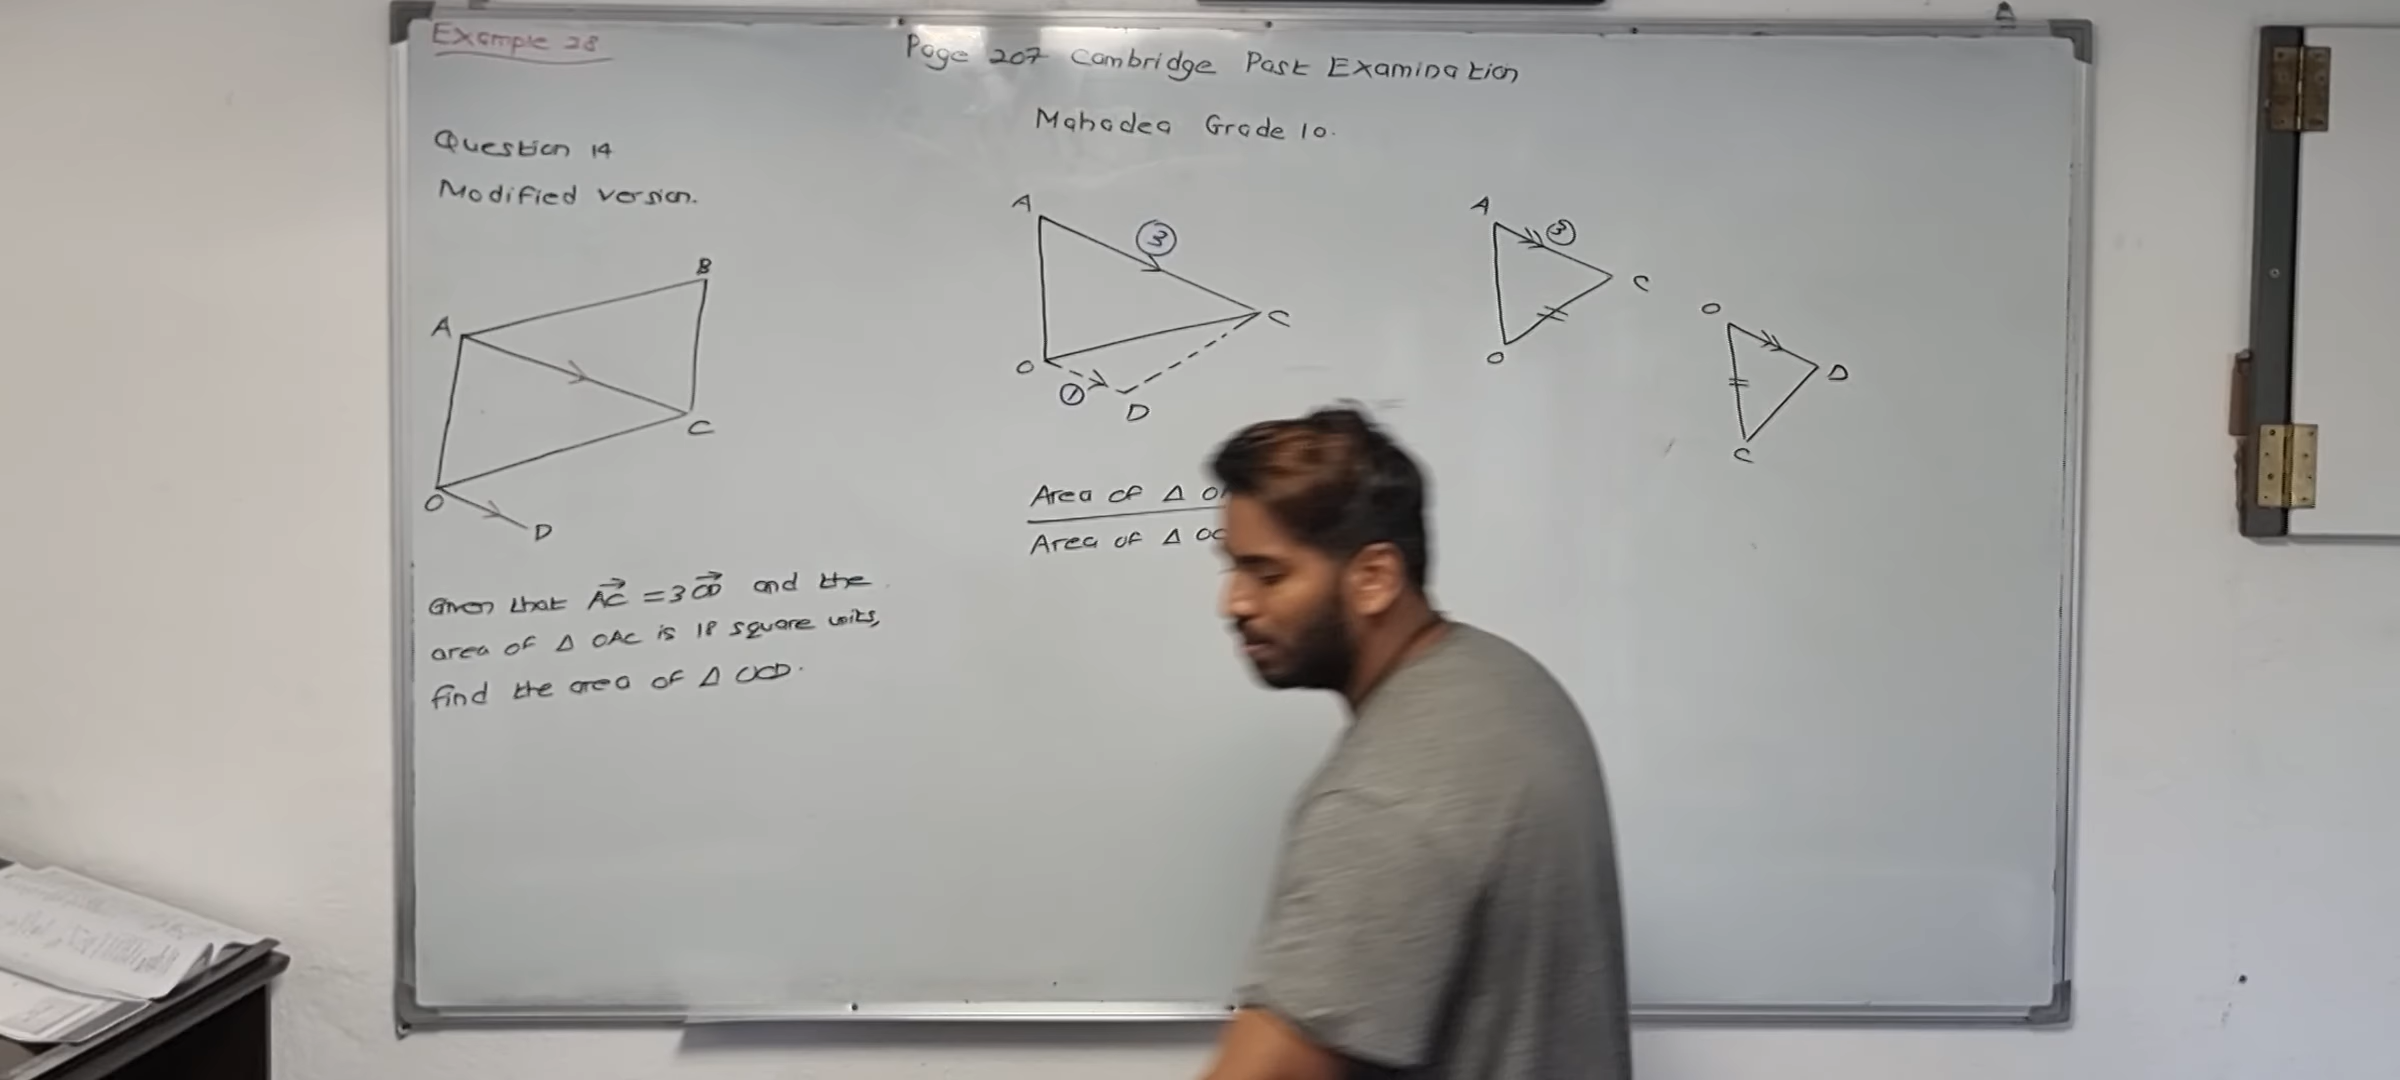 Example 28
Page 207 Cambridge Past Examination
Mahadea Grade 10.
Question 14
Modified version.
A
B
C
O
D
A
3
C
O
1
D
A
3
C
O
O
D
C
Area of Δ
Area of Δ OC
Given that AC = 3 OD and the
area of Δ OAC is 18 square units,
find the area of Δ OCD.